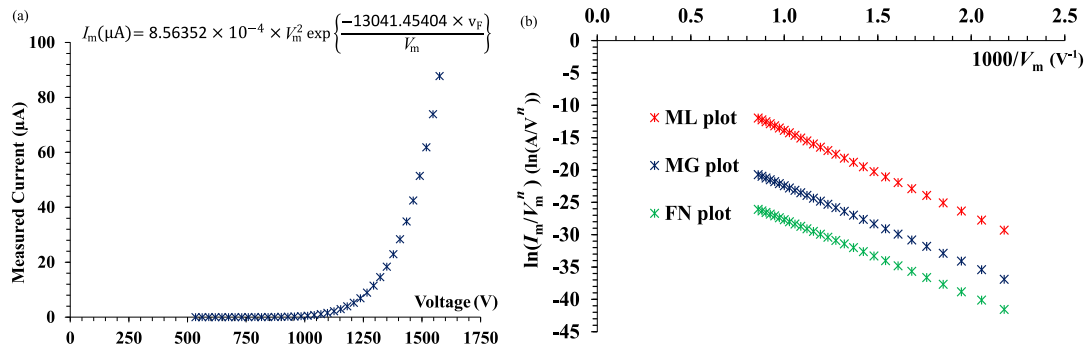 (a)
I_m(μA) = 8.56352 × 10⁻⁴ × V_m² exp{(−13041.45404 × v_F)/V_m}
Measured Current (μA)
100
80
60
40
20
0
Voltage (V)
0 250 500 750 1000 1250 1500 1750
(b)
0.0 0.5 1.0 1.5 2.0 2.5
1000/V_m (V⁻¹)
ln(I_m/V_m^n) (ln(A/V^n))
0
-5
-10
-15
-20
-25
-30
-35
-40
-45
ML plot
MG plot
FN plot